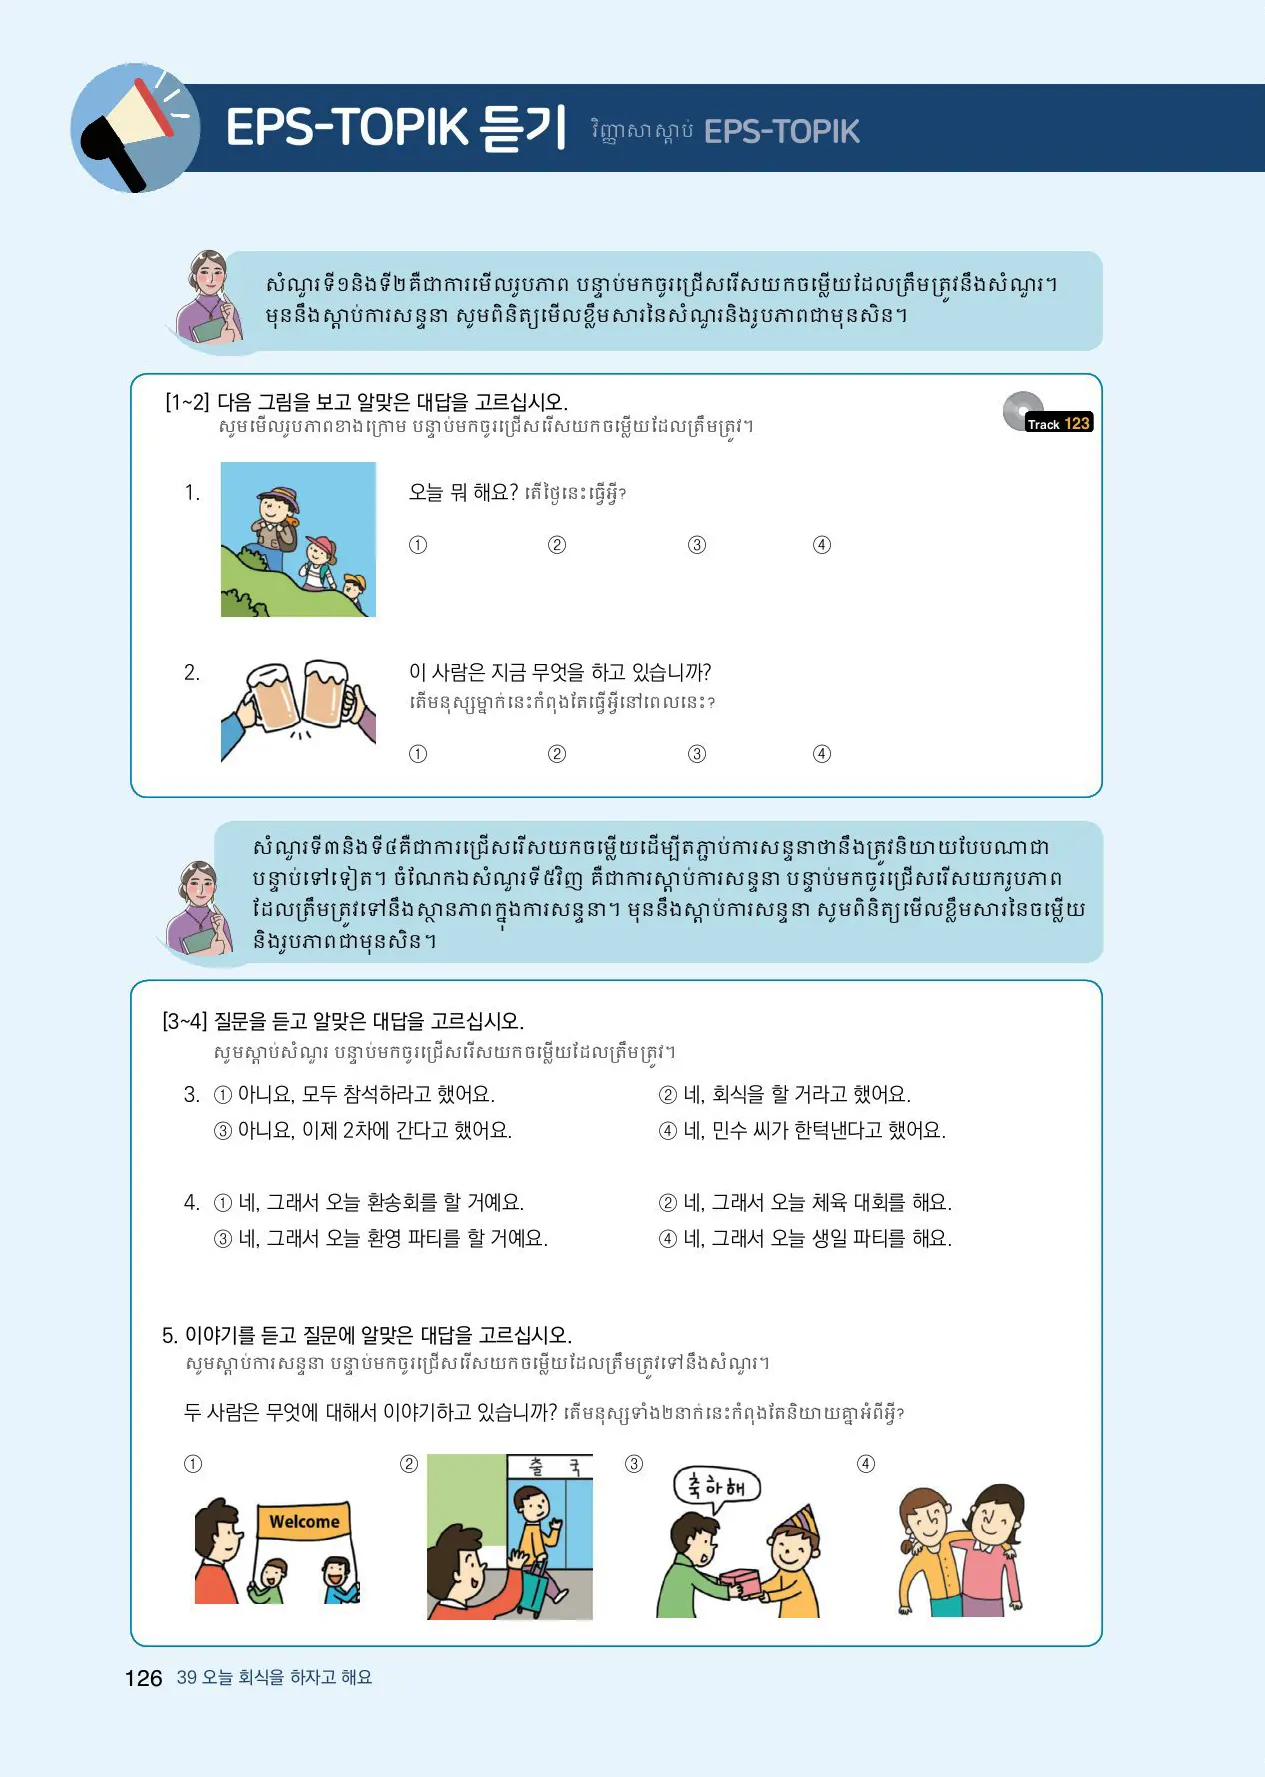 EPS-TOPIK 듣기 វិញ្ញាសាស្តាប់ EPS-TOPIK
សំណួរទី១និងទី២គឺជាការមើលរូបភាព បន្ទាប់មកចូរជ្រើសរើសយកចម្លើយដែលត្រឹមត្រូវនឹងសំណួរ។
មុននឹងស្តាប់ការសន្ទនា សូមពិនិត្យមើលខ្លឹមសារនៃសំណួរនិងរូបភាពជាមុនសិន។
[1~2] 다음 그림을 보고 알맞은 대답을 고르십시오.
សូមមើលរូបភាពខាងក្រោម បន្ទាប់មកចូរជ្រើសរើសយកចម្លើយដែលត្រឹមត្រូវ។
Track 123
1. 오늘 뭐 해요? តើថ្ងៃនេះធ្វើអ្វី?
① ② ③ ④
2. 이 사람은 지금 무엇을 하고 있습니까?
តើមនុស្សម្នាក់នេះកំពុងតែធ្វើអ្វីនៅពេលនេះ?
① ② ③ ④
សំណួរទី៣និងទី៤គឺជាការជ្រើសរើសយកចម្លើយដើម្បីតភ្ជាប់ការសន្ទនាថានឹងត្រូវនិយាយបែបណាជា
បន្ទាប់ទៅទៀត។ ចំណែកឯសំណួរទី៥វិញ គឺជាការស្តាប់ការសន្ទនា បន្ទាប់មកចូរជ្រើសរើសយករូបភាព
ដែលត្រឹមត្រូវទៅនឹងស្ថានភាពក្នុងការសន្ទនា។ មុននឹងស្តាប់ការសន្ទនា សូមពិនិត្យមើលខ្លឹមសារនៃចម្លើយ
និងរូបភាពជាមុនសិន។
[3~4] 질문을 듣고 알맞은 대답을 고르십시오.
សូមស្តាប់សំណួរ បន្ទាប់មកចូរជ្រើសរើសយកចម្លើយដែលត្រឹមត្រូវ។
3. ① 아니요, 모두 참석하라고 했어요. ② 네, 회식을 할 거라고 했어요.
③ 아니요, 이제 2차에 간다고 했어요. ④ 네, 민수 씨가 한턱낸다고 했어요.
4. ① 네, 그래서 오늘 환송회를 할 거예요. ② 네, 그래서 오늘 체육 대회를 해요.
③ 네, 그래서 오늘 환영 파티를 할 거예요. ④ 네, 그래서 오늘 생일 파티를 해요.
5. 이야기를 듣고 질문에 알맞은 대답을 고르십시오.
សូមស្តាប់ការសន្ទនា បន្ទាប់មកចូរជ្រើសរើសយកចម្លើយដែលត្រឹមត្រូវទៅនឹងសំណួរ។
두 사람은 무엇에 대해서 이야기하고 있습니까? តើមនុស្សទាំង២នាក់នេះកំពុងតែនិយាយគ្នាអំពីអ្វី?
① ② ③ ④
Welcome
출 국
축하해
126 39 오늘 회식을 하자고 해요